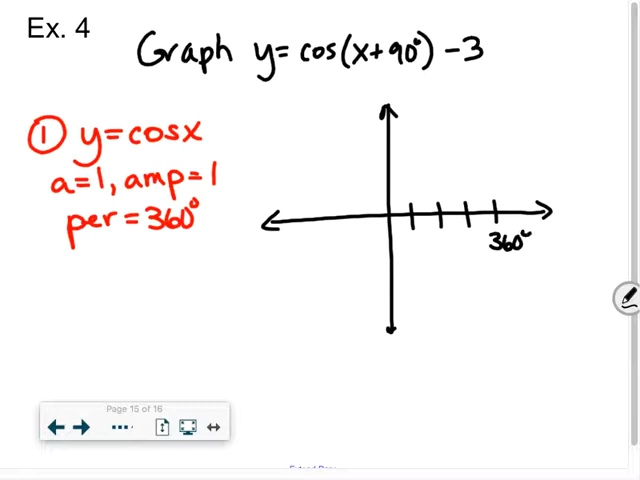 Ex. 4
Graph y=cos(x+90°)-3
① y=cosx
a=1, amp=1
per=360°
360°
Page 15 of 16